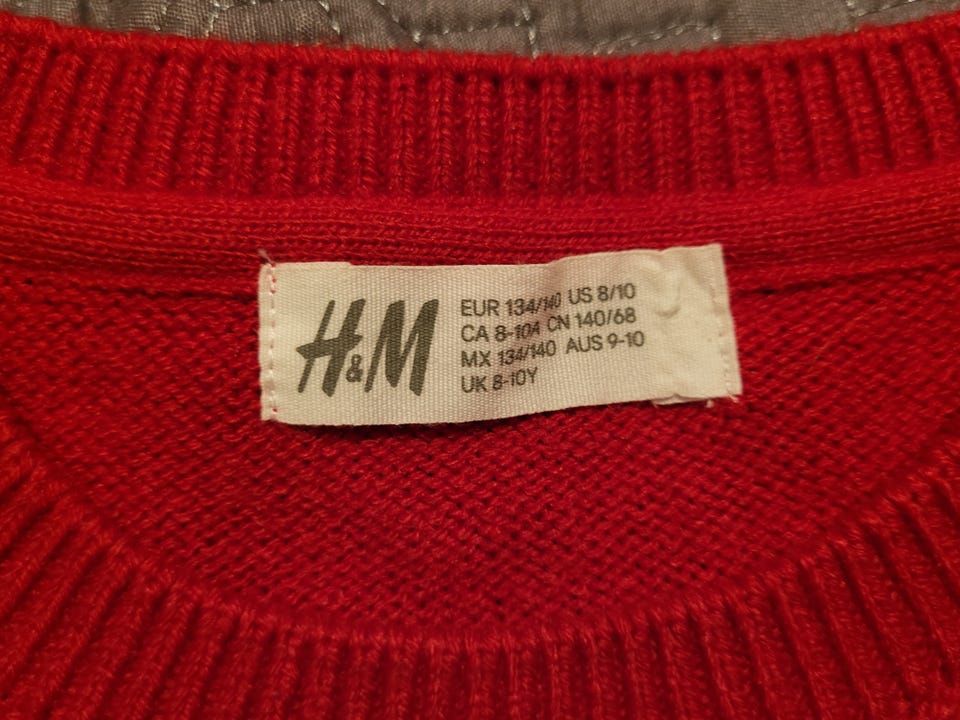 H&M
EUR 134/140 US 8/10
CA 8-10A CN 140/68
MX 134/140 AUS 9-10
UK 8-10Y